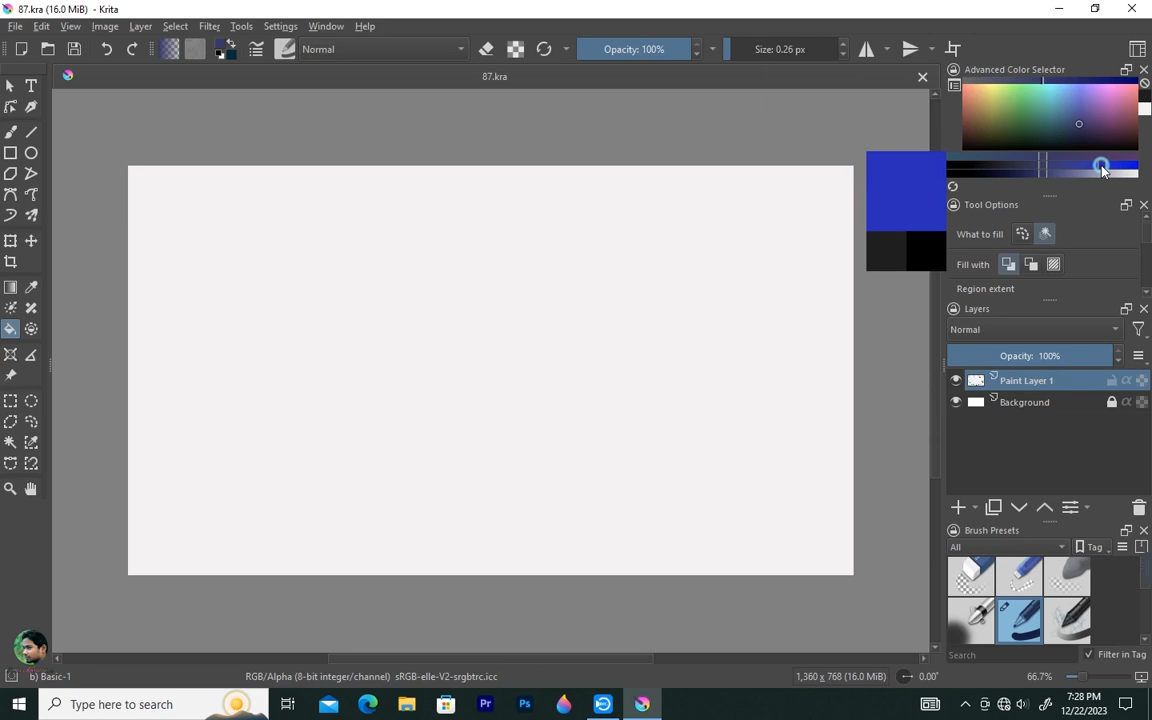 87.kra (16.0 MiB) - Krita
File Edit View Image Layer Select Filter Tools Settings Window Help
Normal Opacity: 100% Size: 0.26 px
87.kra
Advanced Color Selector
Tool Options
What to fill
Fill with
Region extent
Layers
Normal
Opacity: 100%
Paint Layer 1
Background
Brush Presets
All Tag
Search Filter in Tag
b) Basic-1 RGB/Alpha (8-bit integer/channel) sRGB-elle-V2-srgbtrc.icc 1,360 x 768 (16.0 MiB) 0.00° 66.7%
Type here to search Pr Ps 7:28 PM
12/22/2023